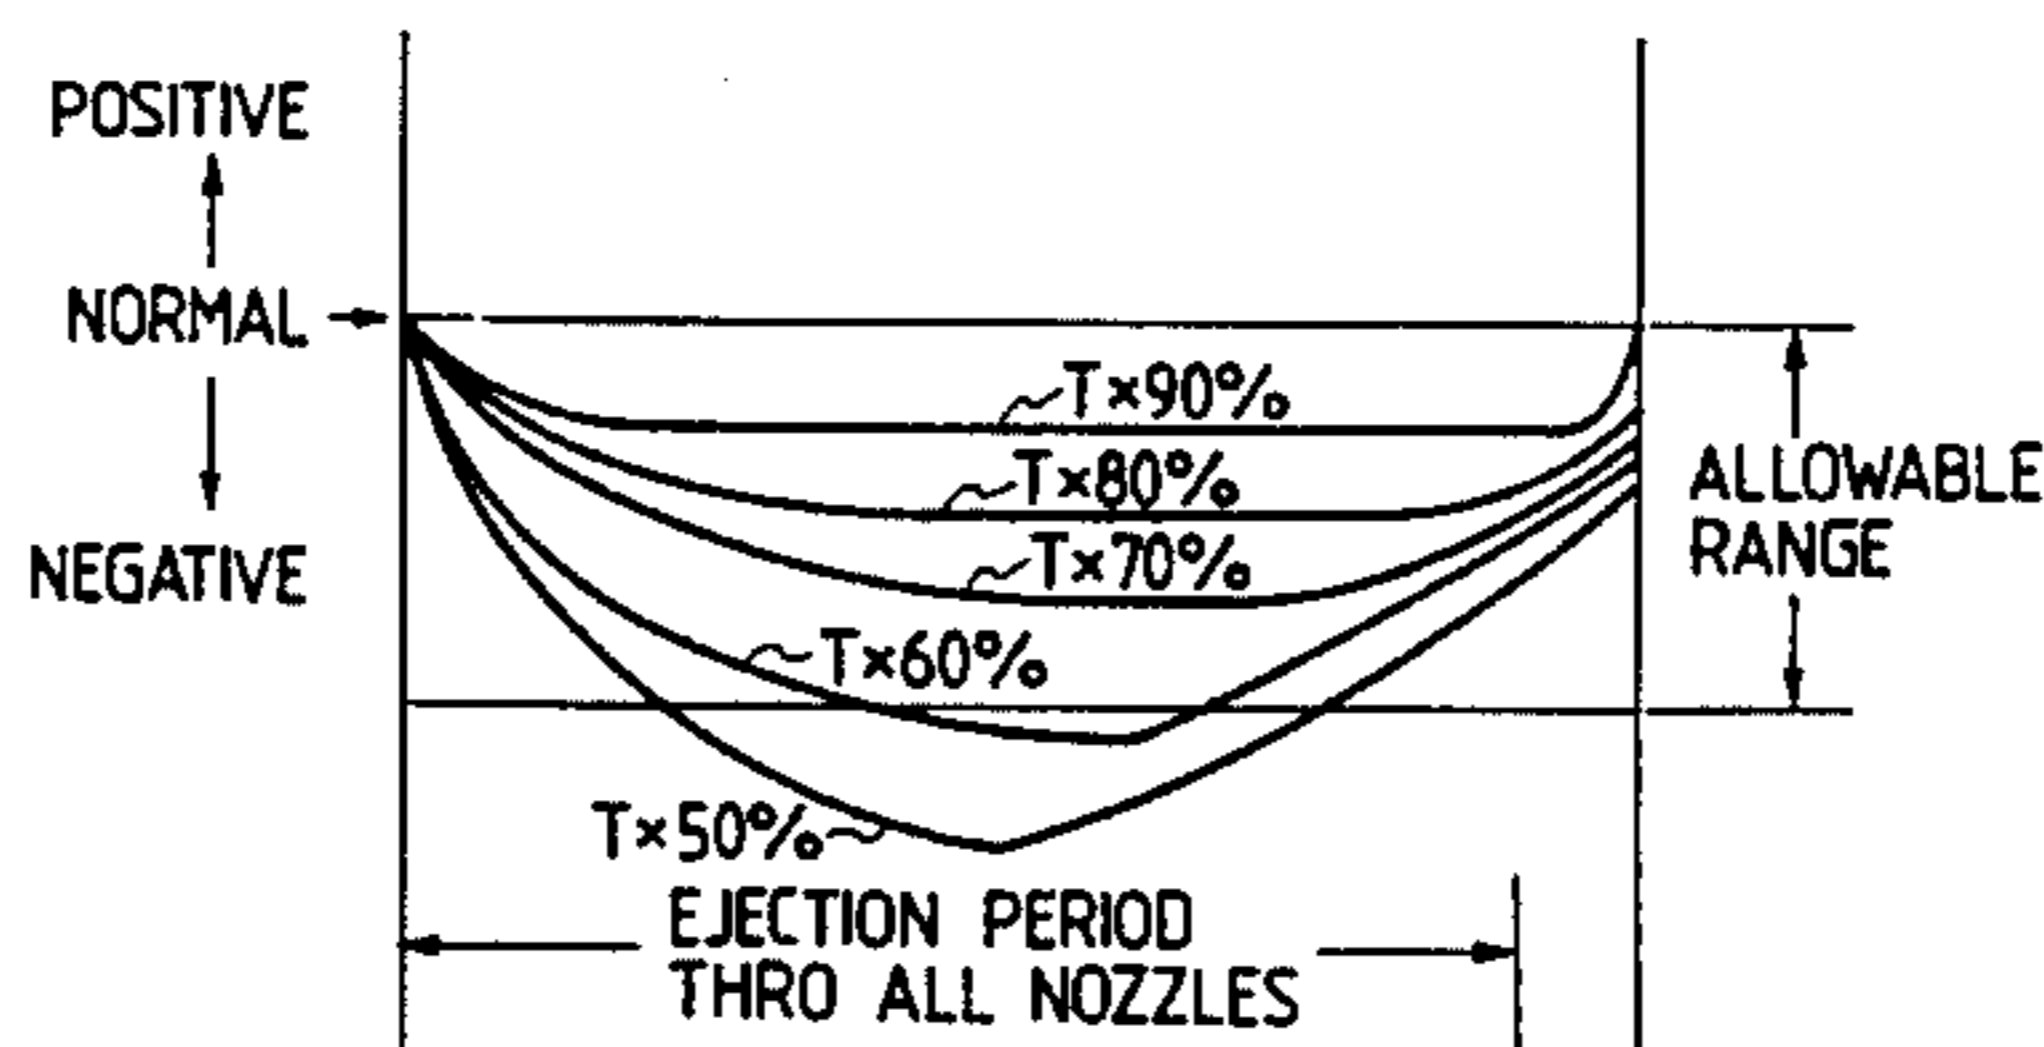 POSITIVE
NORMAL
NEGATIVE
T×90%
T×80%
T×70%
T×60%
T×50%
ALLOWABLE
RANGE
EJECTION PERIOD
THRO ALL NOZZLES